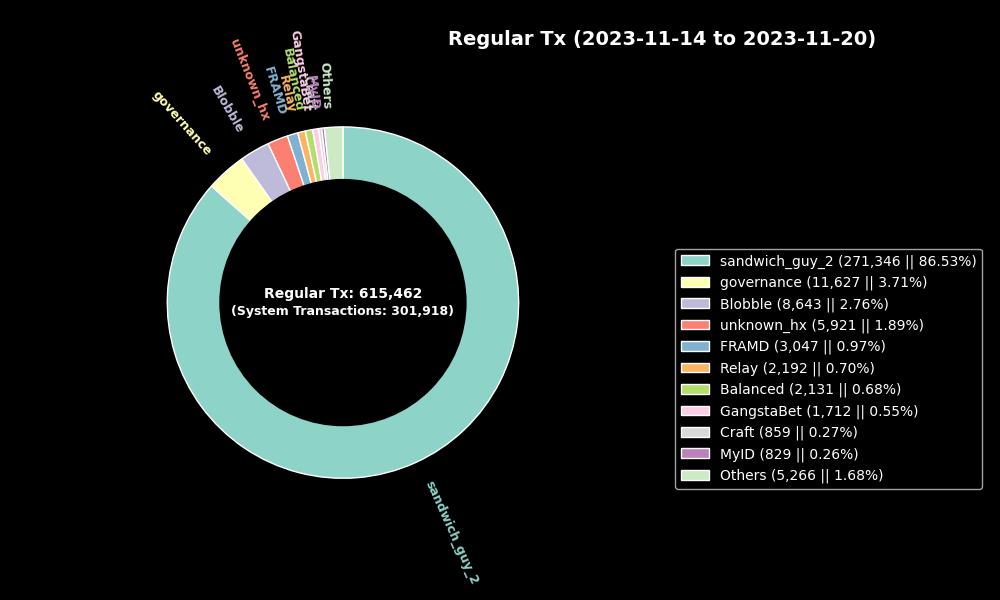 Regular Tx (2023-11-14 to 2023-11-20)
governance
Blobble
unknown_hx
FRAMD
Relay
Balanced
GangstaBet
Craft
MyID
Others
Regular Tx: 615,462
(System Transactions: 301,918)
sandwich_guy_2
sandwich_guy_2 (271,346 || 86.53%)
governance (11,627 || 3.71%)
Blobble (8,643 || 2.76%)
unknown_hx (5,921 || 1.89%)
FRAMD (3,047 || 0.97%)
Relay (2,192 || 0.70%)
Balanced (2,131 || 0.68%)
GangstaBet (1,712 || 0.55%)
Craft (859 || 0.27%)
MyID (829 || 0.26%)
Others (5,266 || 1.68%)